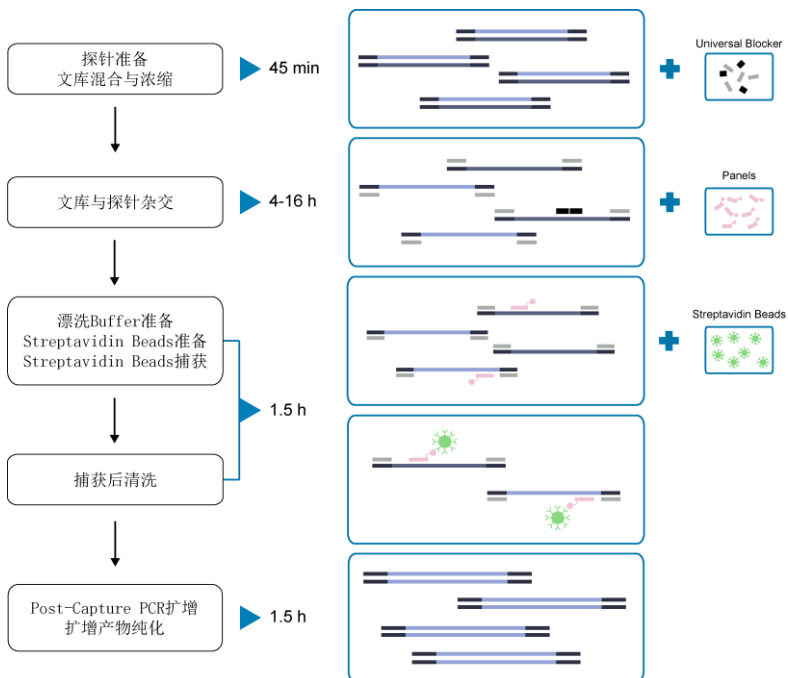 探针准备
文库混合与浓缩
45 min
Universal Blocker
文库与探针杂交
4-16 h
Panels
漂洗Buffer准备
Streptavidin Beads准备
Streptavidin Beads捕获
1.5 h
Streptavidin Beads
捕获后清洗
Post-Capture PCR扩增
扩增产物纯化
1.5 h